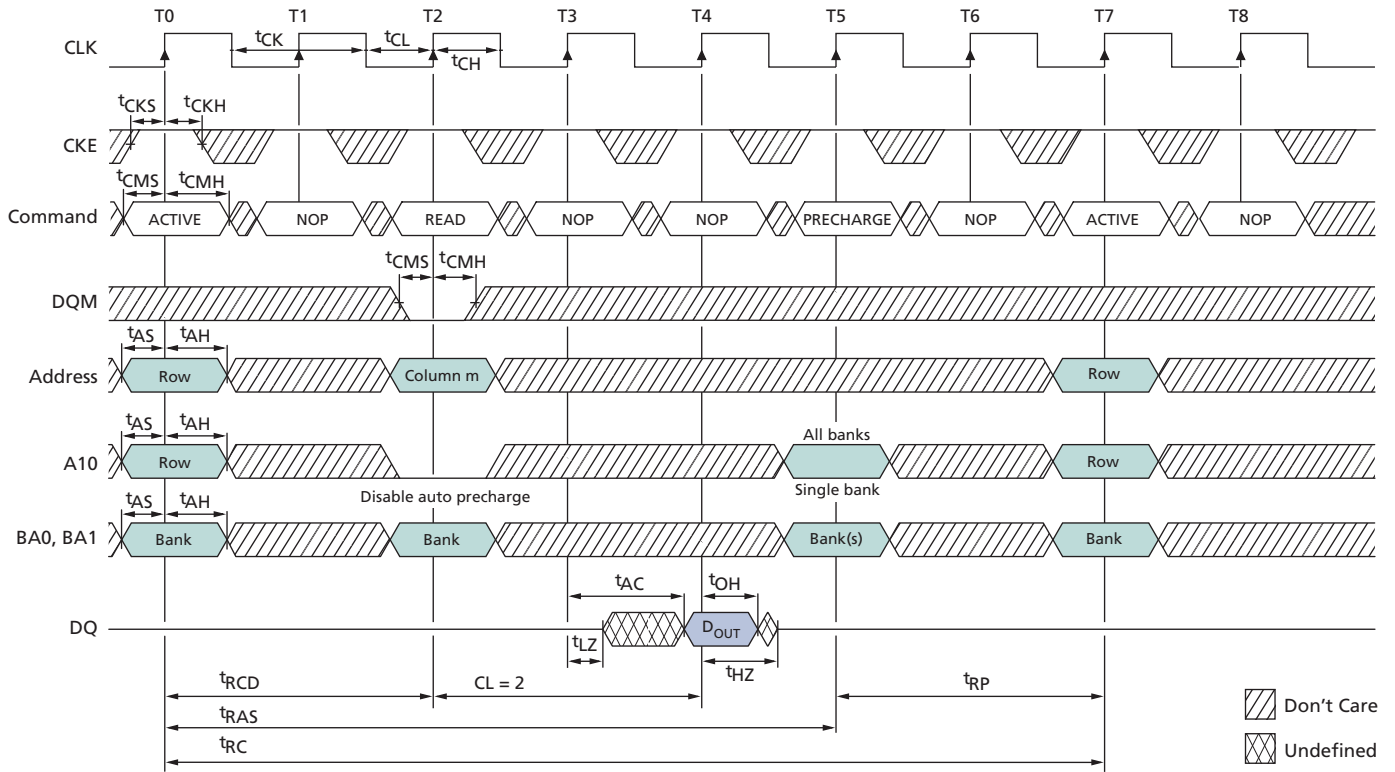 T0 T1 T2 T3 T4 T5 T6 T7 T8
CLK tCK tCL tCH
tCKS tCKH
CKE
tCMS tCMH
Command ACTIVE NOP READ NOP NOP PRECHARGE NOP ACTIVE NOP
tCMS tCMH
DQM
tAS tAH
Address Row Column m Row
tAS tAH All banks
A10 Row Row
Disable auto precharge Single bank
tAS tAH
BA0, BA1 Bank Bank Bank(s) Bank
tAC tOH
DQ DOUT
tLZ tHZ
tRCD CL = 2 tRP
tRAS
tRC
Don't Care
Undefined